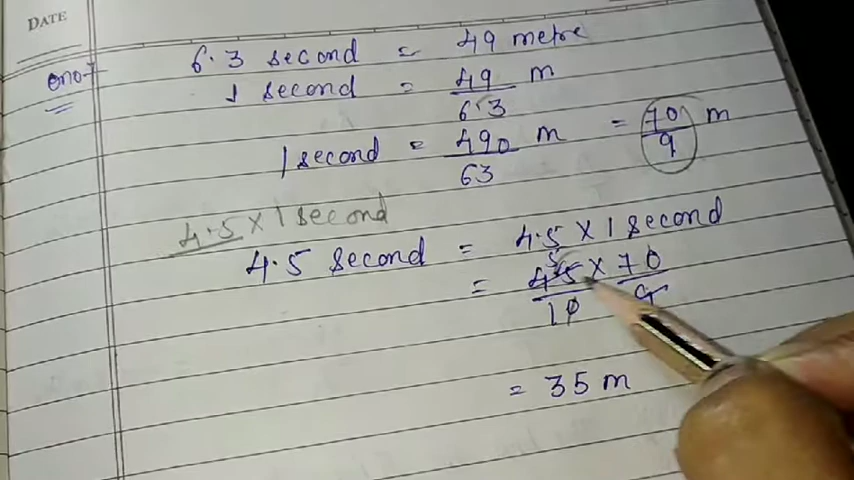 DATE
6.3 second = 49 metre
1 second = 49/6.3 m
1 second = 490/63 m = 70/9 m
4.5 × 1 second
4.5 second = 4.5 × 1 second
= 45/10 × 70/9
5
= 35 m